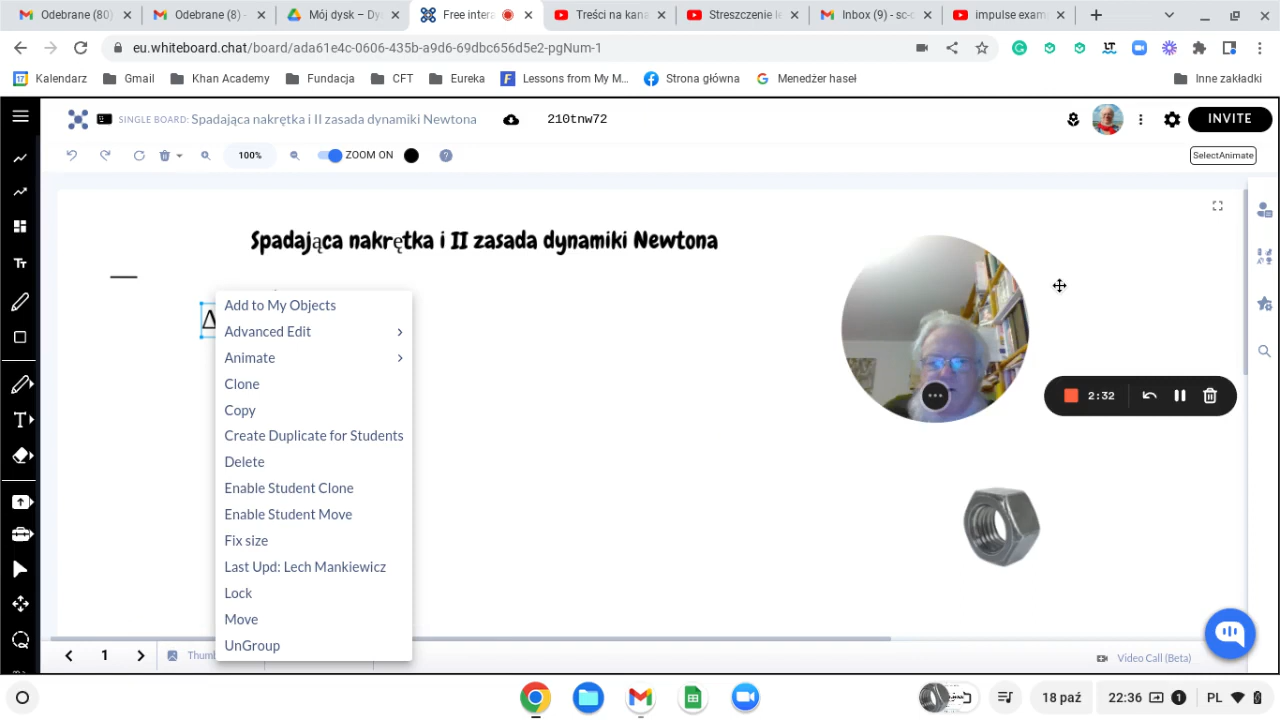 Odebrane (80)
Odebrane (8) -
Mój dysk – Dy
Free intera
Treści na kana
Streszczenie le
Inbox (9) - sc-c
impulse exam
eu.whiteboard.chat/board/ada61e4c-0606-435b-a9d6-69dbc656d5e2-pgNum-1
Kalendarz
Gmail
Khan Academy
Fundacja
CFT
Eureka
Lessons from My M...
Strona główna
Menedżer haseł
Inne zakładki
SINGLE BOARD: Spadająca nakrętka i II zasada dynamiki Newtona
210tnw72
INVITE
100%
ZOOM ON
SelectAnimate
Spadająca nakrętka i II zasada dynamiki Newtona
Add to My Objects
Advanced Edit
Animate
Clone
Copy
Create Duplicate for Students
Delete
Enable Student Clone
Enable Student Move
Fix size
Last Upd: Lech Mankiewicz
Lock
Move
UnGroup
2:32
1
Thumb
Video Call (Beta)
18 paź
22:36
1
PL